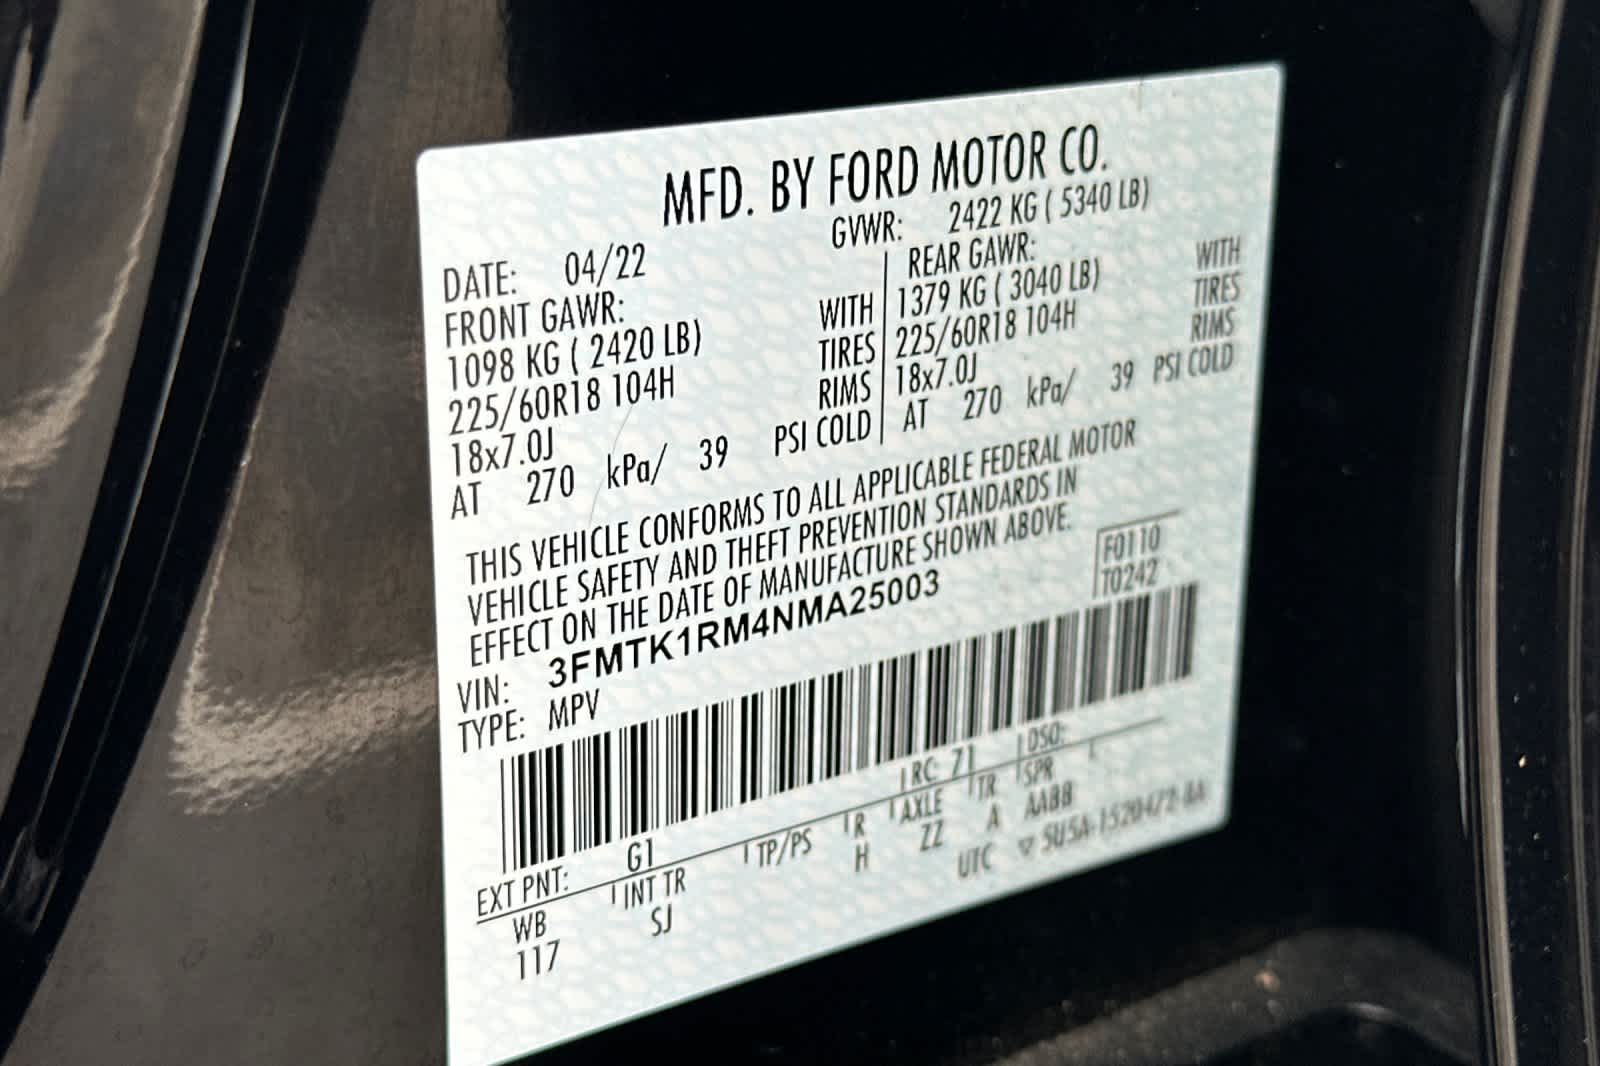 MFD. BY FORD MOTOR CO.
DATE: 04/22 GVWR: 2422 KG ( 5340 LB)
FRONT GAWR: REAR GAWR:
1098 KG ( 2420 LB) WITH 1379 KG ( 3040 LB) WITH
225/60R18 104H TIRES 225/60R18 104H TIRES
18x7.0J RIMS 18x7.0J RIMS
AT 270 kPa/ 39 PSI COLD AT 270 kPa/ 39 PSI COLD
THIS VEHICLE CONFORMS TO ALL APPLICABLE FEDERAL MOTOR
VEHICLE SAFETY AND THEFT PREVENTION STANDARDS IN
EFFECT ON THE DATE OF MANUFACTURE SHOWN ABOVE.
F0110
T0242
VIN: 3FMTK1RM4NMA25003
TYPE: MPV
EXT PNT: G1 RC: 71 DSO:
WB INT TR TP/PS R AXLE TR SPR
117 SJ H ZZ A AABB
UTC ▽ SU5A-1520472-BA